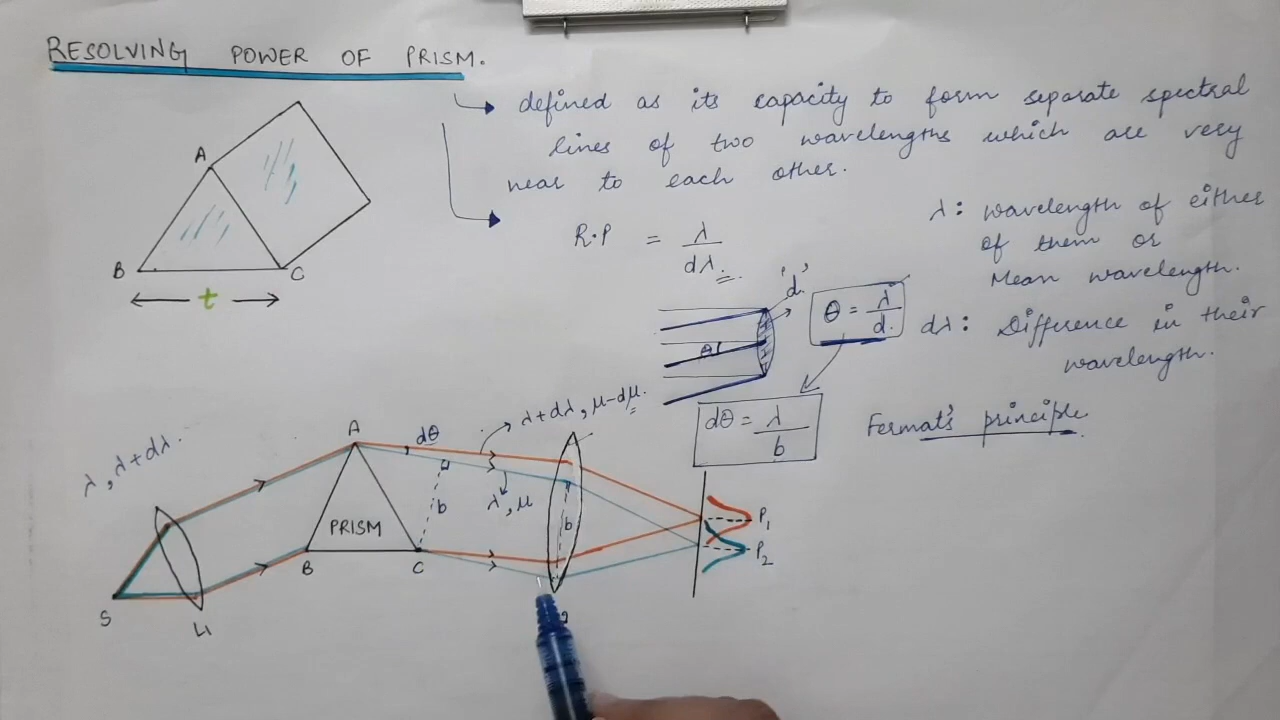 RESOLVING POWER OF PRISM.
defined as its capacity to form separate spectral
lines of two wavelengths which are very
near to each other.
R.P = λ/dλ.
λ: wavelength of either
of them or
Mean wavelength.
dλ: Difference in their
wavelength.
A
B
C
t
'd'
θ
θ = λ/d.
dθ = λ/b
Fermat's principle
λ, λ+dλ.
A
dθ
λ+dλ, μ-dμ.
λ, μ
b
b
PRISM
B
C
S
L1
P1
P2